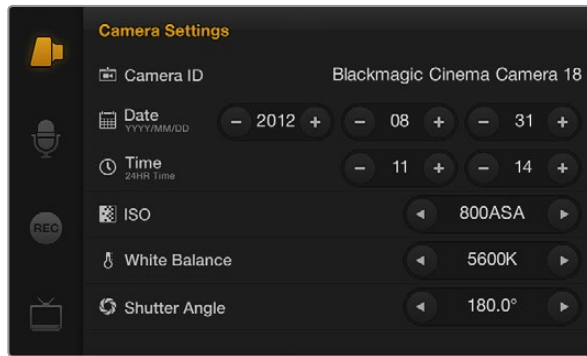 Camera Settings
Camera ID Blackmagic Cinema Camera 18
Date - 2012 + - 08 + - 31 +
YYYY/MM/DD
Time - 11 + - 14 +
24HR Time
ISO 800ASA
REC
White Balance 5600K
Shutter Angle 180.0°